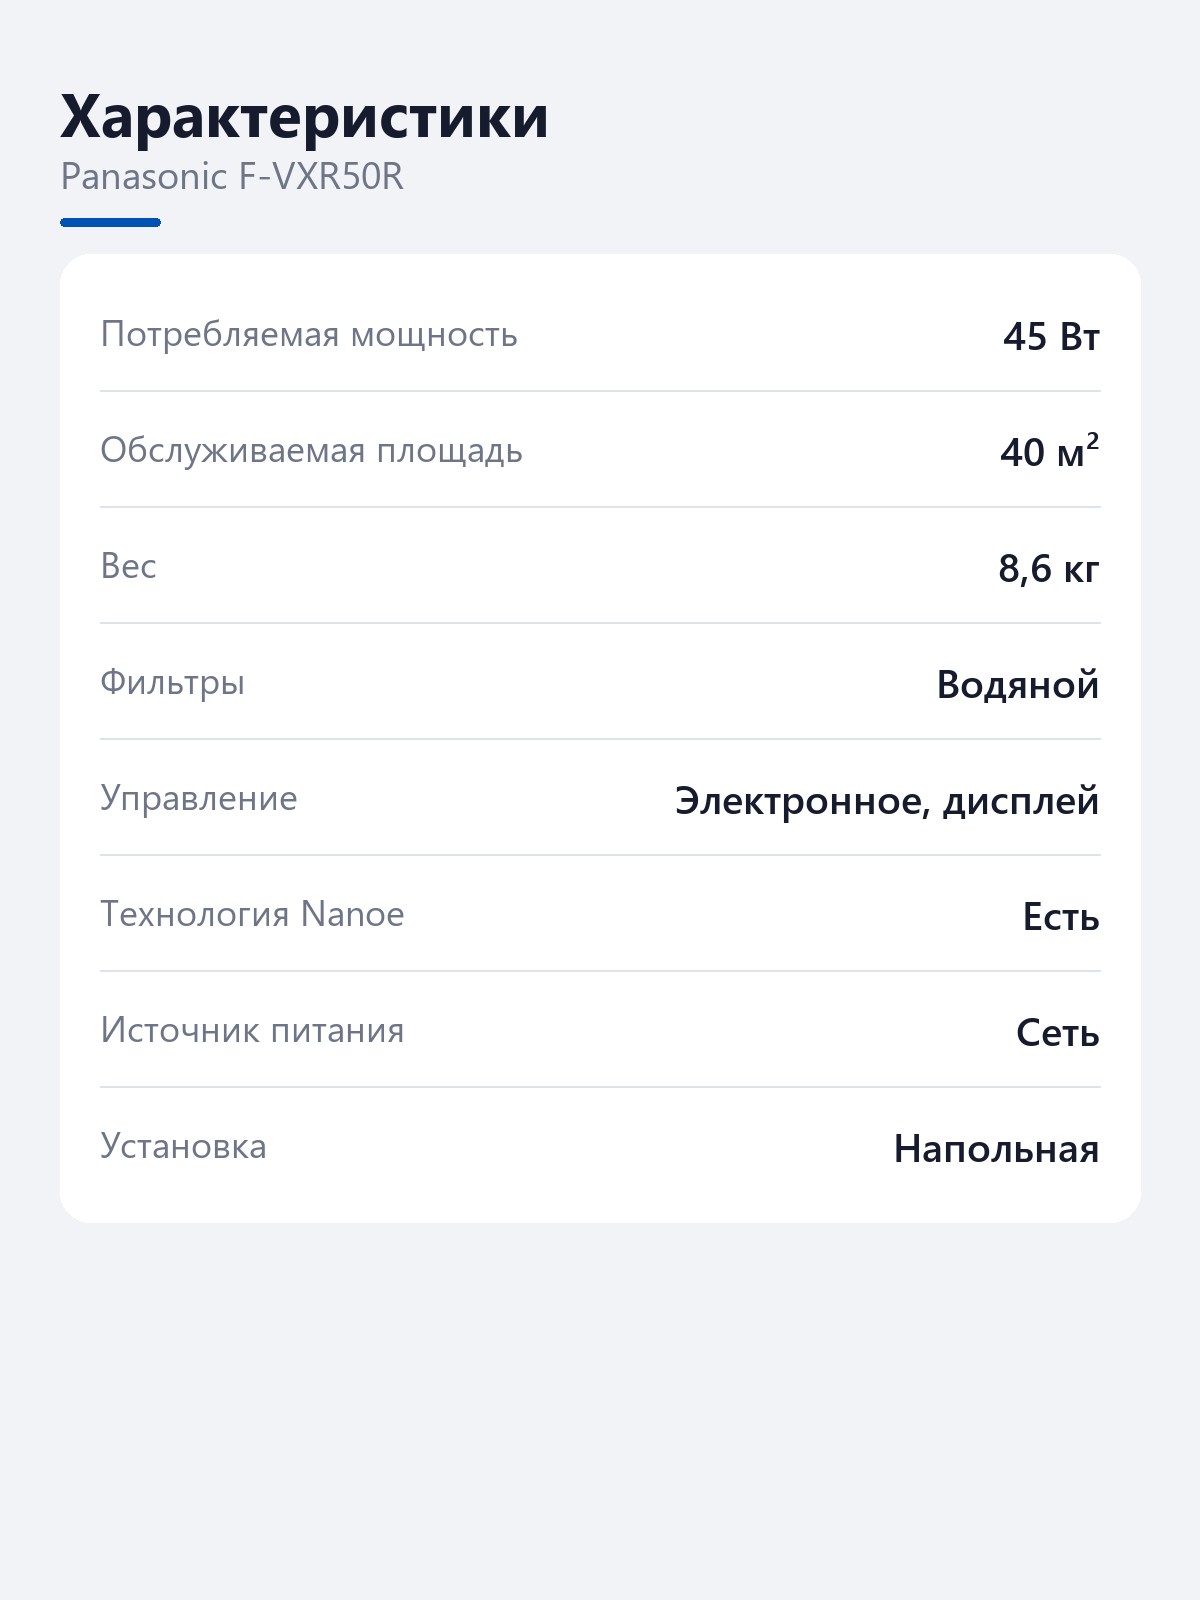 Характеристики
Panasonic F-VXR50R
Потребляемая мощность 45 Вт
Обслуживаемая площадь 40 м²
Вес 8,6 кг
Фильтры Водяной
Управление Электронное, дисплей
Технология Nanoe Есть
Источник питания Сеть
Установка Напольная